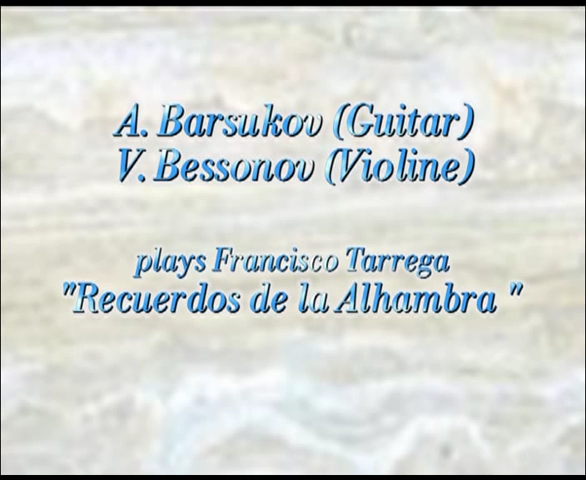 A. Barsukov (Guitar)
V. Bessonov (Violine)
plays Francisco Tarrega
"Recuerdos de la Alhambra "